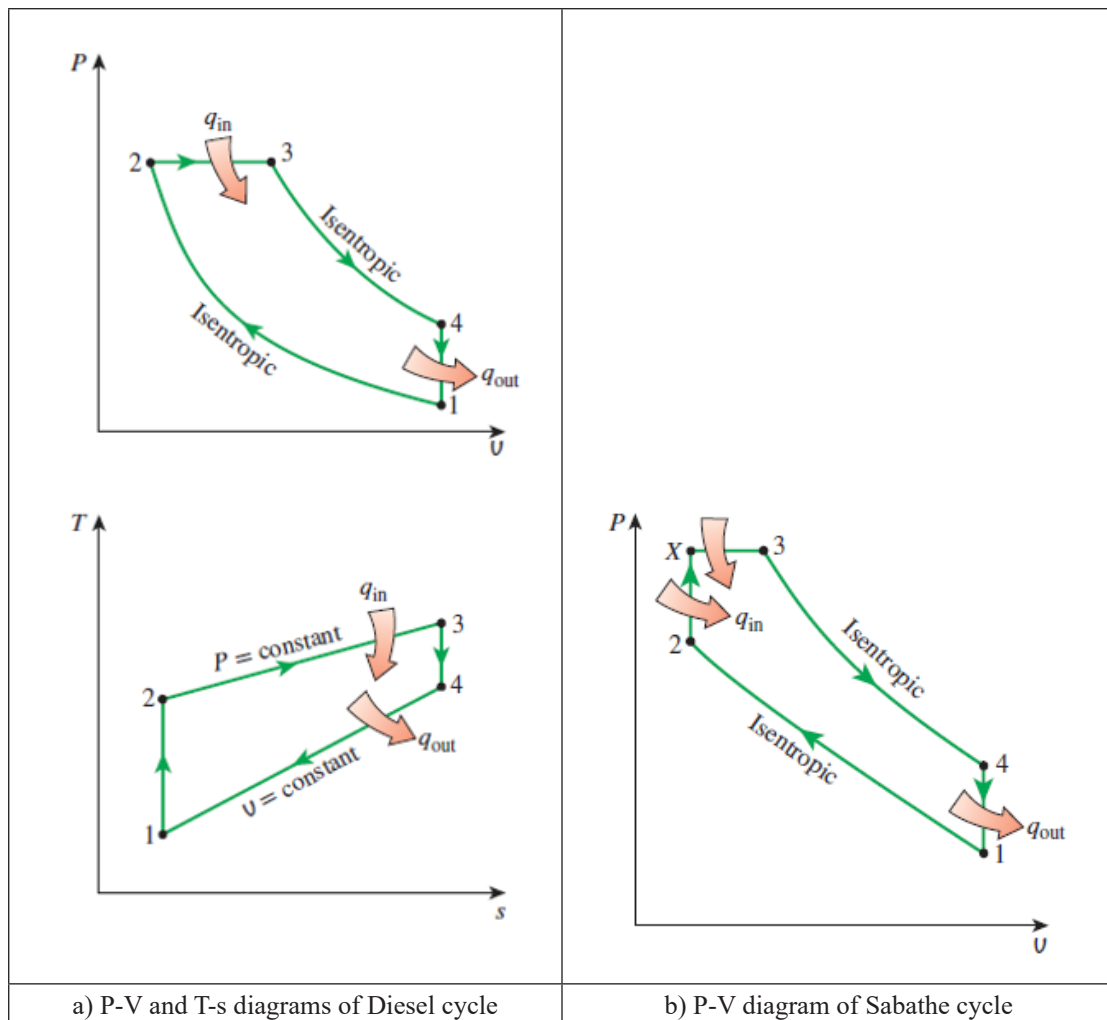 P
q_in
2
3
Isentropic
Isentropic
4
q_out
1
υ
T
q_in
3
P = constant
2
4
q_out
υ = constant
1
s
P
X
3
q_in
2
Isentropic
Isentropic
4
q_out
1
υ
a) P-V and T-s diagrams of Diesel cycle
b) P-V diagram of Sabathe cycle